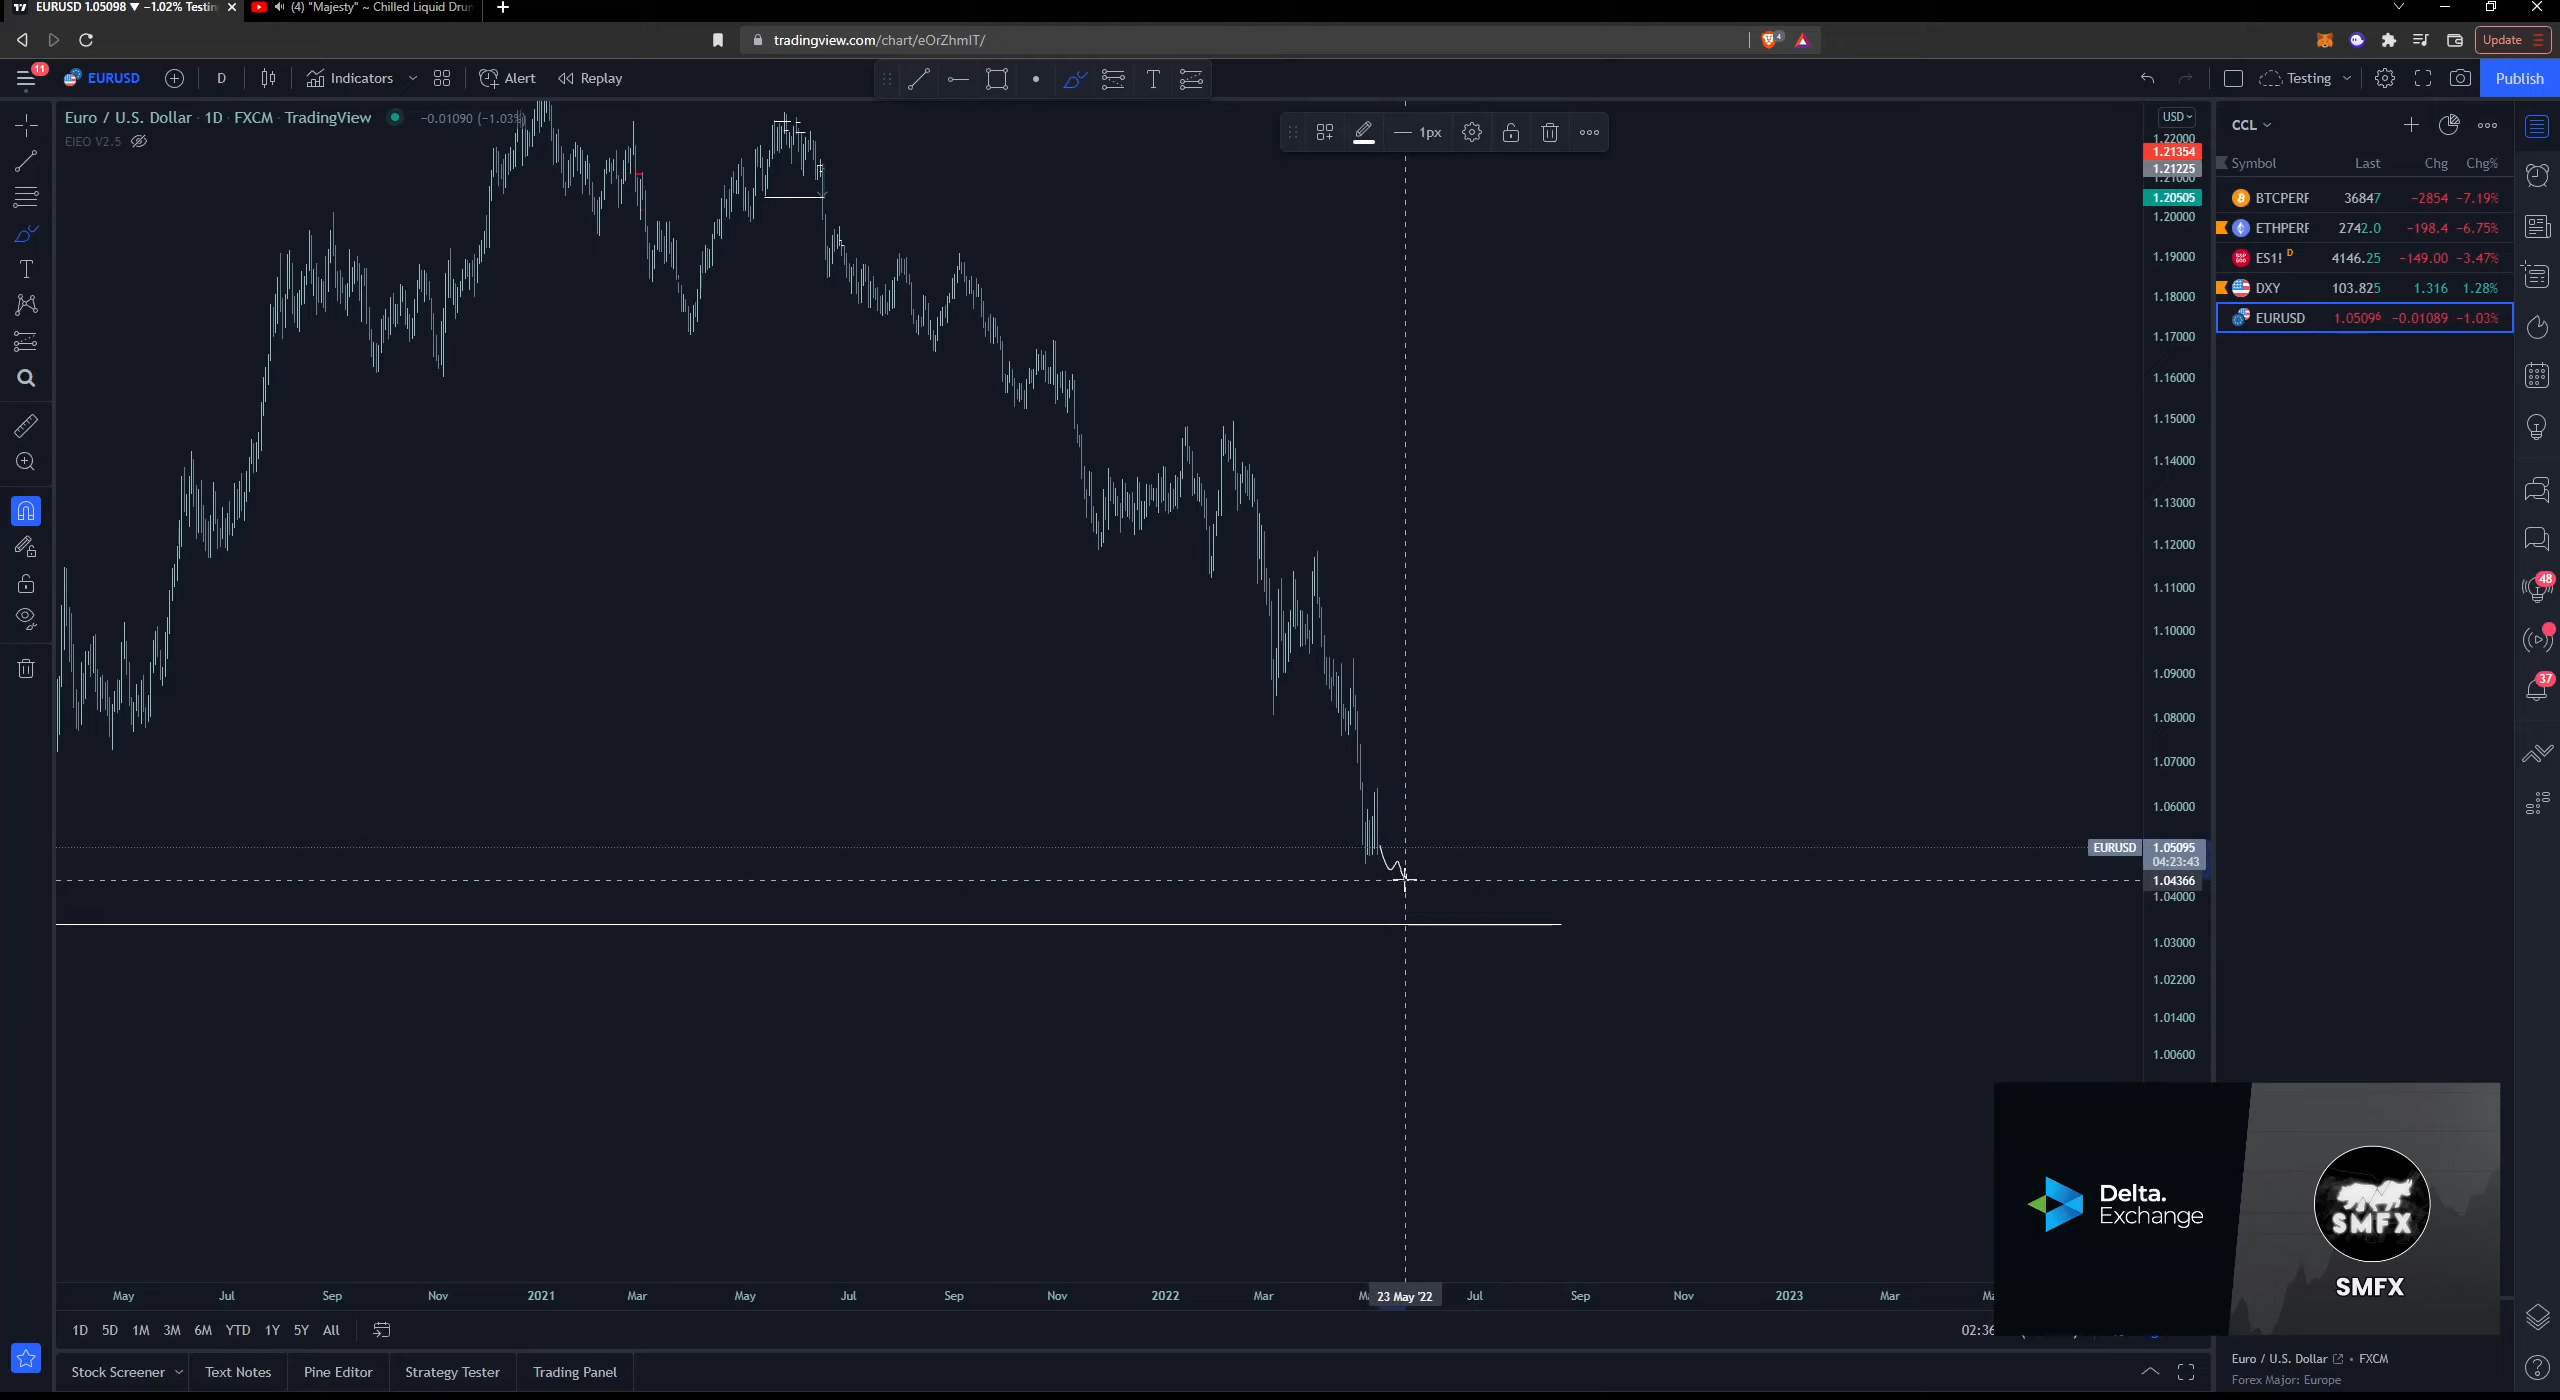 EURUSD 1.05098 ▼ −1.02% Testin
(4) "Majesty" ~ Chilled Liquid Drun
tradingview.com/chart/eOrZhmIT/
4
Update
11
EURUSD
D
Indicators
Alert
Replay
Testing
Publish
Euro / U.S. Dollar · 1D · FXCM · TradingView
−0.01090 (−1.03%)
EIEO V2.5
1px
USD
1.22000
1.21354
1.21225
1.21000
1.20505
1.20000
1.19000
1.18000
1.17000
1.16000
1.15000
1.14000
1.13000
1.12000
1.11000
1.10000
1.09000
1.08000
1.07000
1.06000
EURUSD
1.05095
04:23:43
1.04366
1.04000
1.03000
1.02200
1.01400
1.00600
CCL
Symbol Last Chg Chg%
BTCPERF 36847 −2854 −7.19%
ETHPERF 2742.0 −198.4 −6.75%
ES1! D 4146.25 −149.00 −3.47%
DXY 103.825 1.316 1.28%
EURUSD 1.05096 −0.01089 −1.03%
48
37
May Jul Sep Nov 2021 Mar May Jul Sep Nov 2022 Mar 23 May '22 Jul Sep Nov 2023 Mar
1D 5D 1M 3M 6M YTD 1Y 5Y All
02:36
Stock Screener Text Notes Pine Editor Strategy Tester Trading Panel
Delta.
Exchange
SMFX
SMFX
Euro / U.S. Dollar · FXCM
Forex Major: Europe